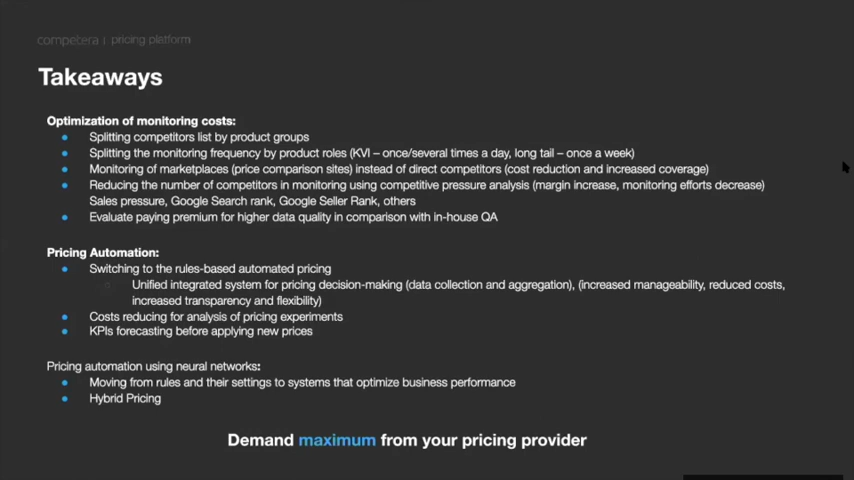 competera | pricing platform
Takeaways
Optimization of monitoring costs:
• Splitting competitors list by product groups
• Splitting the monitoring frequency by product roles (KVI – once/several times a day, long tail – once a week)
• Monitoring of marketplaces (price comparison sites) instead of direct competitors (cost reduction and increased coverage)
• Reducing the number of competitors in monitoring using competitive pressure analysis (margin increase, monitoring efforts decrease)
Sales pressure, Google Search rank, Google Seller Rank, others
• Evaluate paying premium for higher data quality in comparison with in-house QA
Pricing Automation:
• Switching to the rules-based automated pricing
○ Unified integrated system for pricing decision-making (data collection and aggregation), (increased manageability, reduced costs,
increased transparency and flexibility)
• Costs reducing for analysis of pricing experiments
• KPIs forecasting before applying new prices
Pricing automation using neural networks:
• Moving from rules and their settings to systems that optimize business performance
• Hybrid Pricing
Demand maximum from your pricing provider